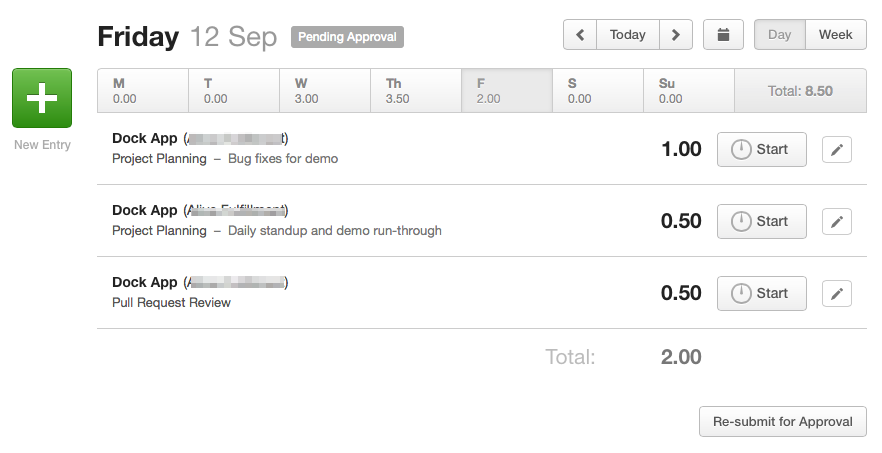 Friday 12 Sep Pending Approval
Today
Day Week
M T W Th F S Su
0.00 0.00 3.00 3.50 2.00 0.00 0.00 Total: 8.50
New Entry
Dock App
Project Planning – Bug fixes for demo
1.00 Start
Dock App
Project Planning – Daily standup and demo run-through
0.50 Start
Dock App
Pull Request Review
0.50 Start
Total: 2.00
Re-submit for Approval